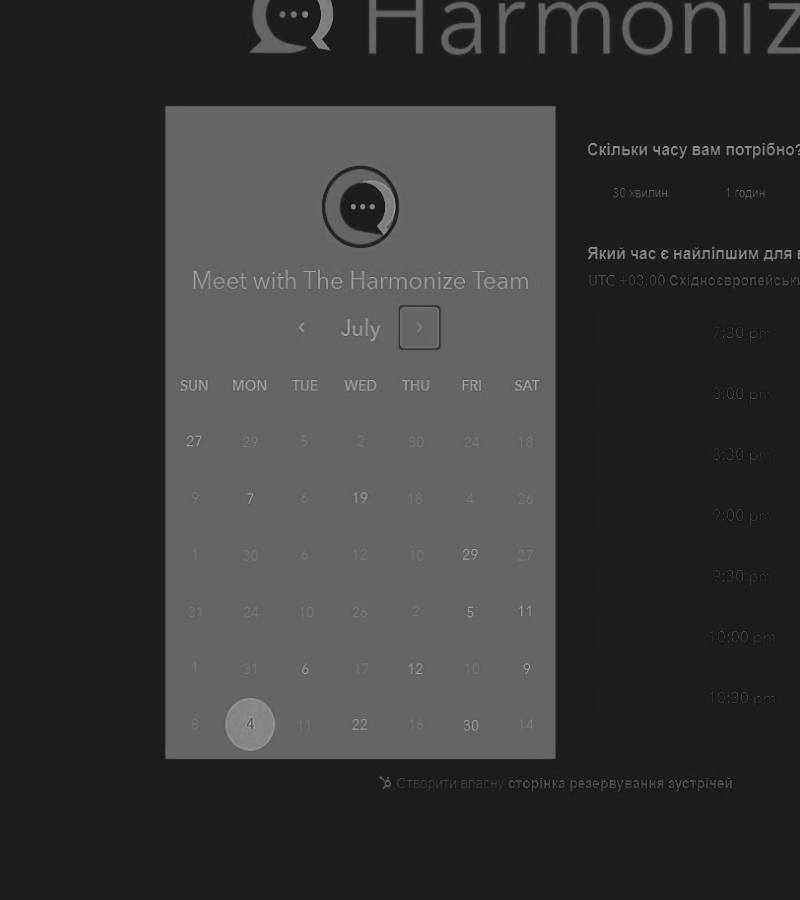 Harmoniz
Meet with The Harmonize Team
July
SUN MON TUE WED THU FRI SAT
27 29 5 2 30 24 18
9 7 6 19 18 4 26
1 30 6 12 10 29 27
31 24 10 26 2 5 11
1 31 6 17 12 10 9
8 4 11 22 16 30 14
Скільки часу вам потрібно?
30 хвилин 1 годин
Який час є найліпшим для
UTC +03:00 Східноєвропейськи
7:30 pm
8:00 pm
8:30 pm
9:00 pm
9:30 pm
10:00 pm
10:30 pm
Створити власну сторінка резервування зустрічей